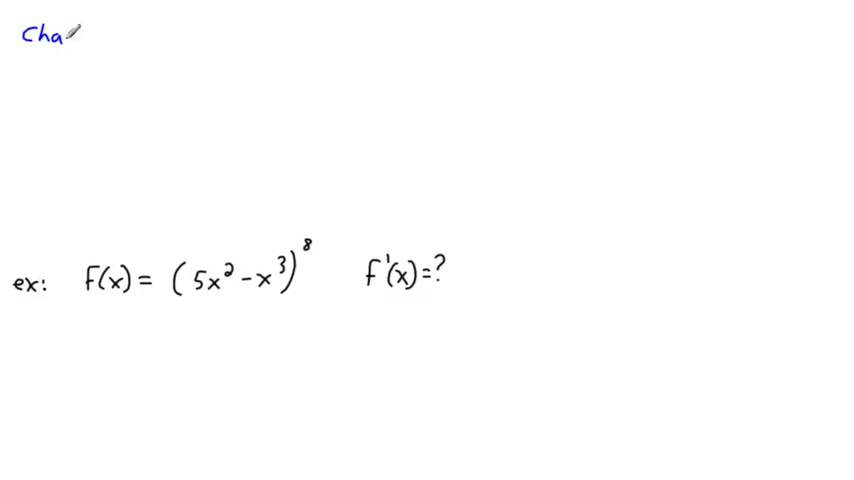 Cha
ex: f(x) = (5x² - x³)⁸ f'(x) = ?